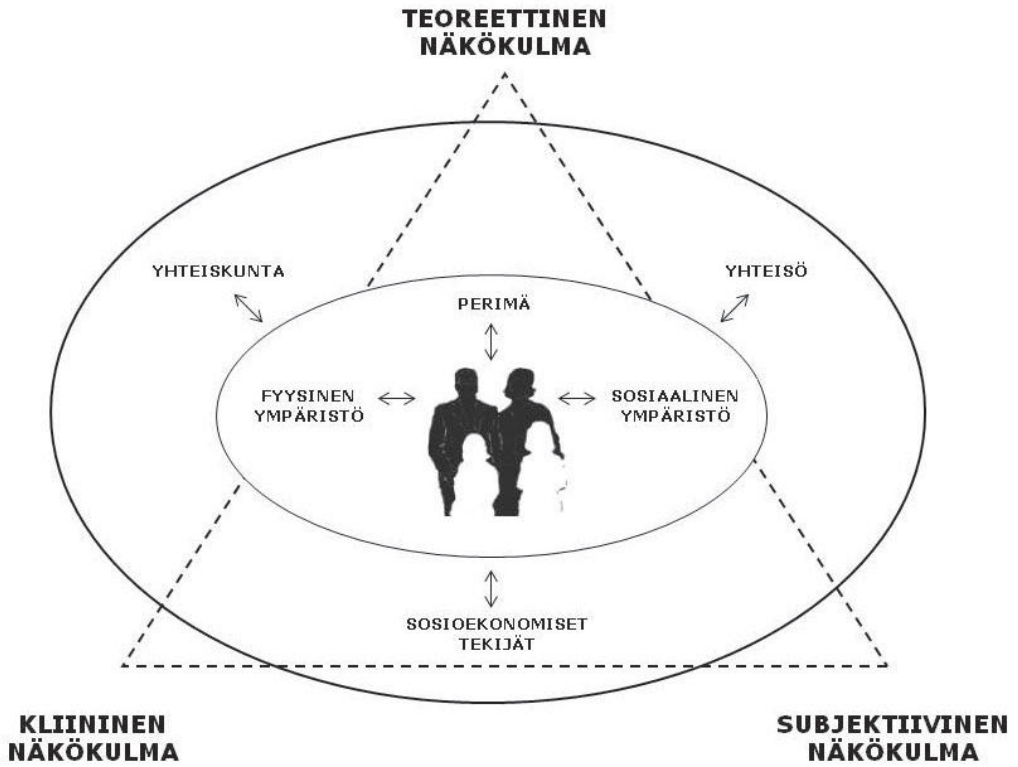 TEOREETTINEN
NÄKÖKULMA
YHTEISKUNTA
YHTEISÖ
PERIMÄ
FYYSINEN
YMPÄRISTÖ
SOSIAALINEN
YMPÄRISTÖ
SOSIOEKONOMISET
TEKIJÄT
KLIININEN
NÄKÖKULMA
SUBJEKTIIVINEN
NÄKÖKULMA